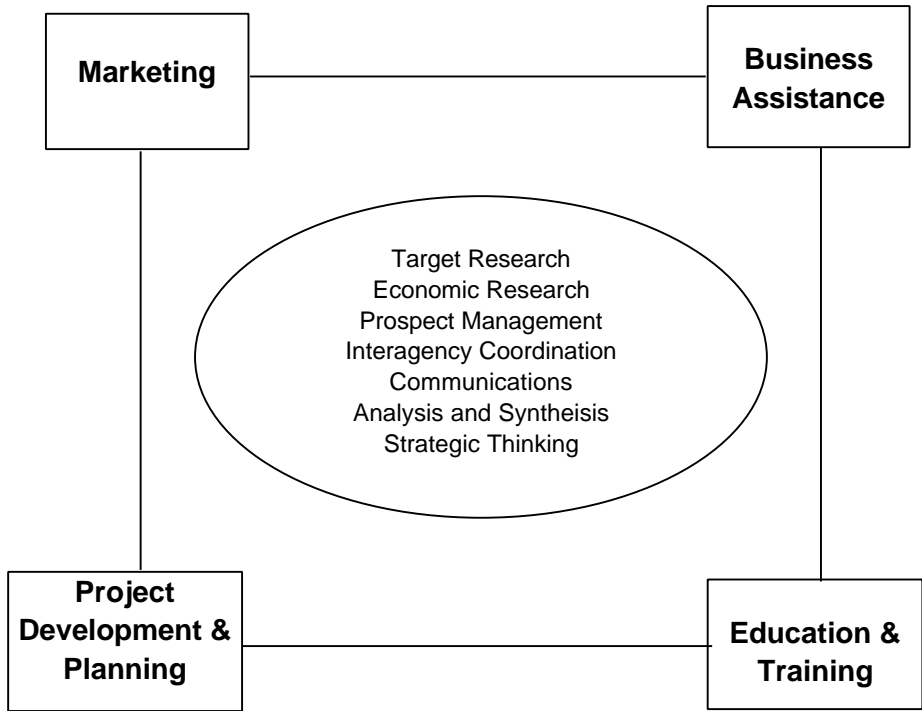 Marketing
Business
Assistance
Target Research
Economic Research
Prospect Management
Interagency Coordination
Communications
Analysis and Syntheisis
Strategic Thinking
Project
Development &
Planning
Education &
Training